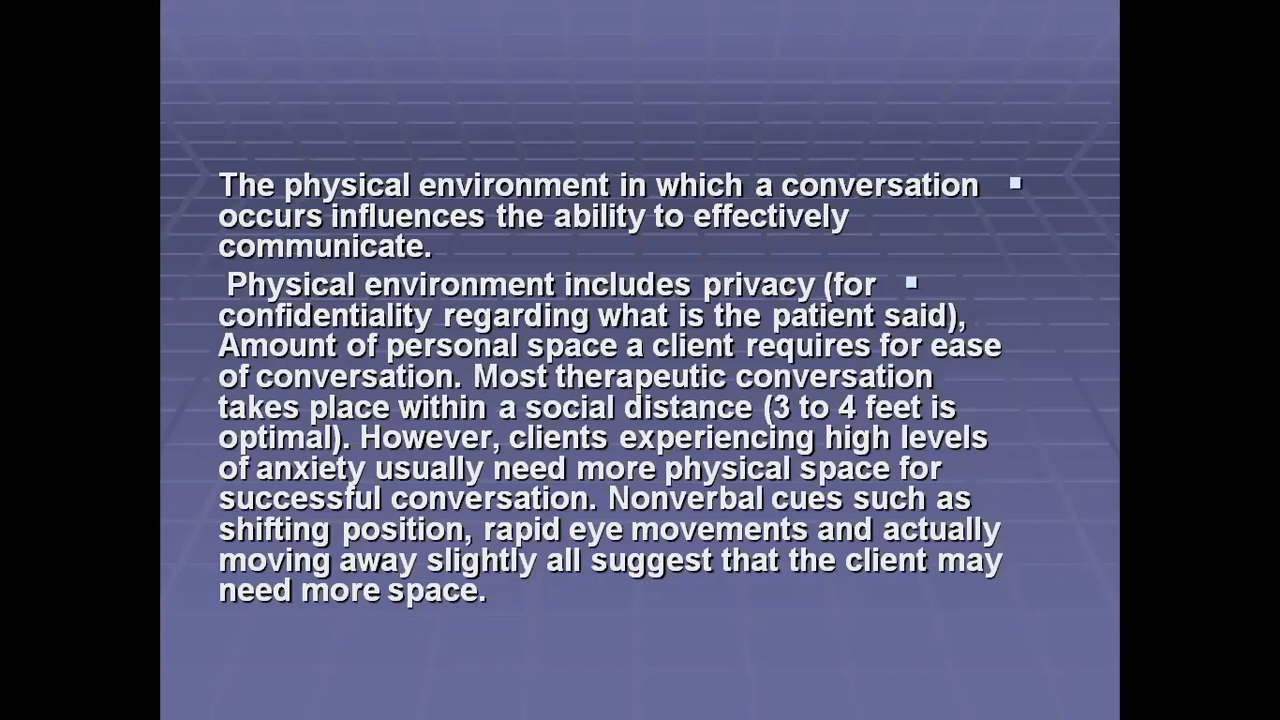 The physical environment in which a conversation
occurs influences the ability to effectively
communicate.
Physical environment includes privacy (for
confidentiality regarding what is the patient said),
Amount of personal space a client requires for ease
of conversation. Most therapeutic conversation
takes place within a social distance (3 to 4 feet is
optimal). However, clients experiencing high levels
of anxiety usually need more physical space for
successful conversation. Nonverbal cues such as
shifting position, rapid eye movements and actually
moving away slightly all suggest that the client may
need more space.